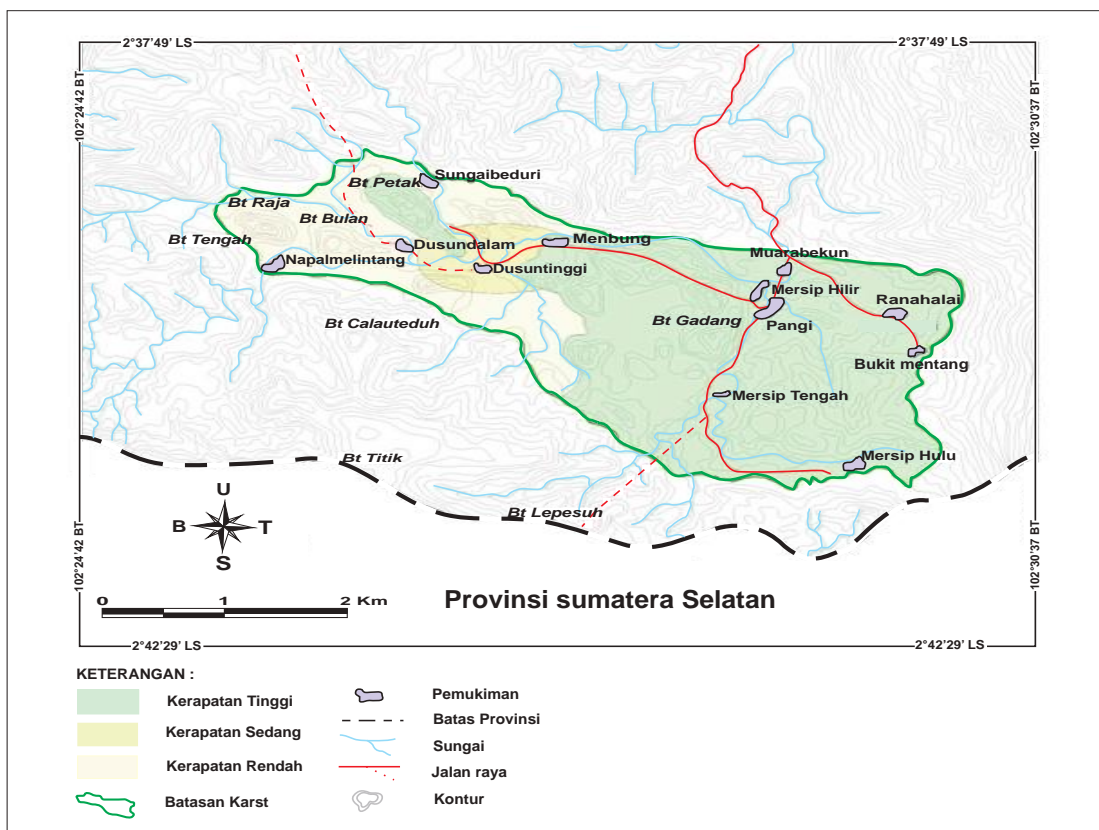 2°37'49' LS
2°37'49' LS
102°24'42 BT
102°30'37 BT
Sungaibeduri
Bt Petak
Bt Raja
Bt Bulan
Bt Tengah
Dusundalam
Menbung
Napalmelintang
Dusuntinggi
Muarabekun
Mersip Hilir
Ranahalai
Bt Calauteduh
Bt Gadang
Pangi
Bukit mentang
Mersip Tengah
Bt Titik
Mersip Hulu
Bt Lepesuh
U
B
T
S
102°24'42 BT
102°30'37 BT
0 1 2 Km
Provinsi sumatera Selatan
2°42'29' LS
2°42'29' LS
KETERANGAN :
Kerapatan Tinggi
Kerapatan Sedang
Kerapatan Rendah
Batasan Karst
Pemukiman
Batas Provinsi
Sungai
Jalan raya
Kontur